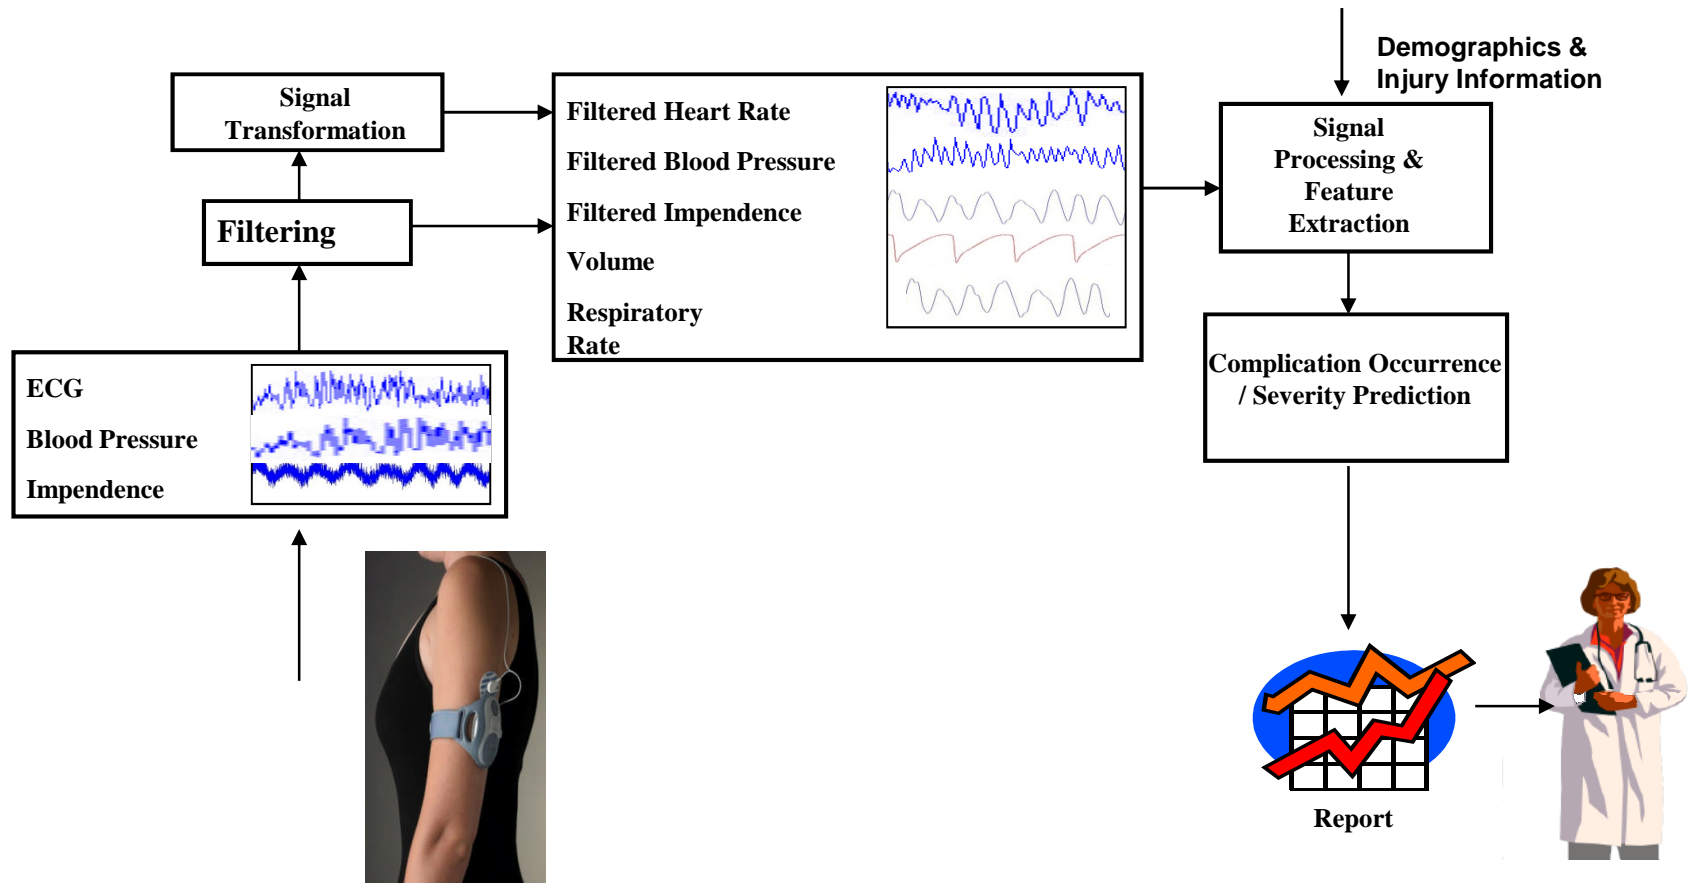 Demographics &
Injury Information
Signal
Transformation
Filtered Heart Rate
Filtered Blood Pressure
Filtered Impendence
Volume
Respiratory
Rate
Signal
Processing &
Feature
Extraction
Filtering
ECG
Blood Pressure
Impendence
Complication Occurrence
/ Severity Prediction
Report